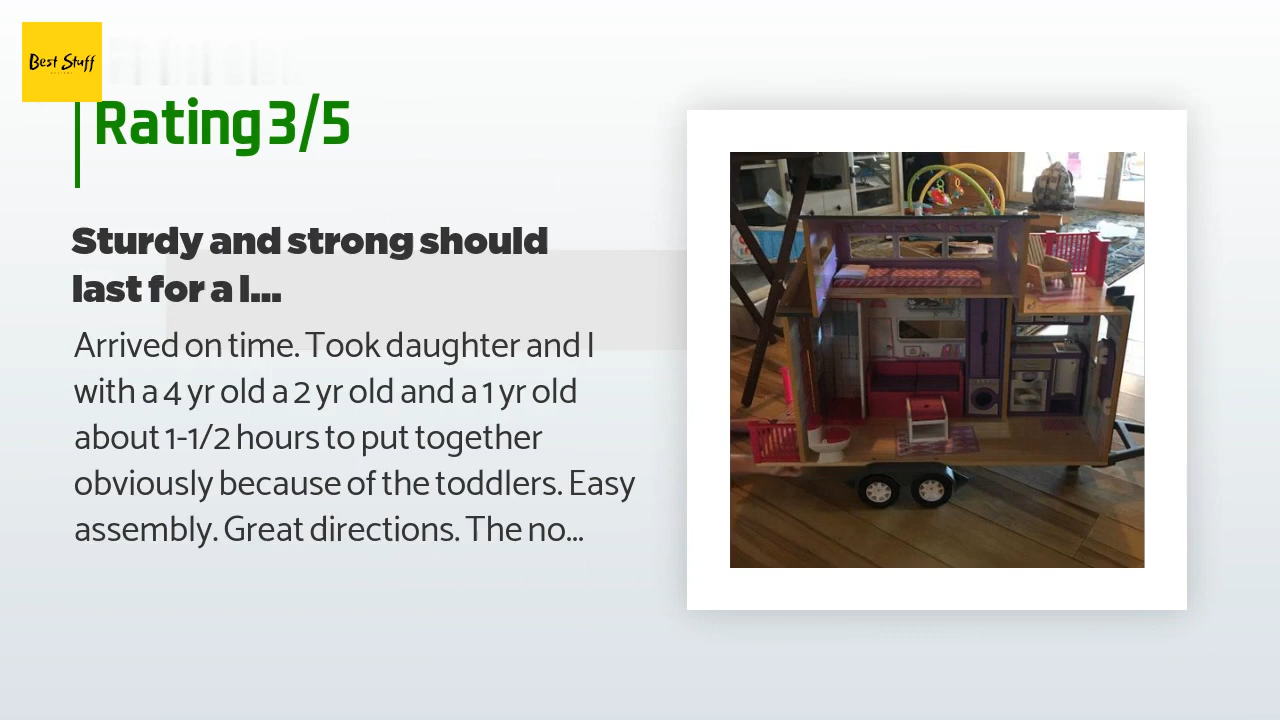 Best Stuff
Rating 3/5
Sturdy and strong should
last for a l...
Arrived on time. Took daughter and I
with a 4 yr old a 2 yr old and a 1 yr old
about 1-1/2 hours to put together
obviously because of the toddlers. Easy
assembly. Great directions. The no...